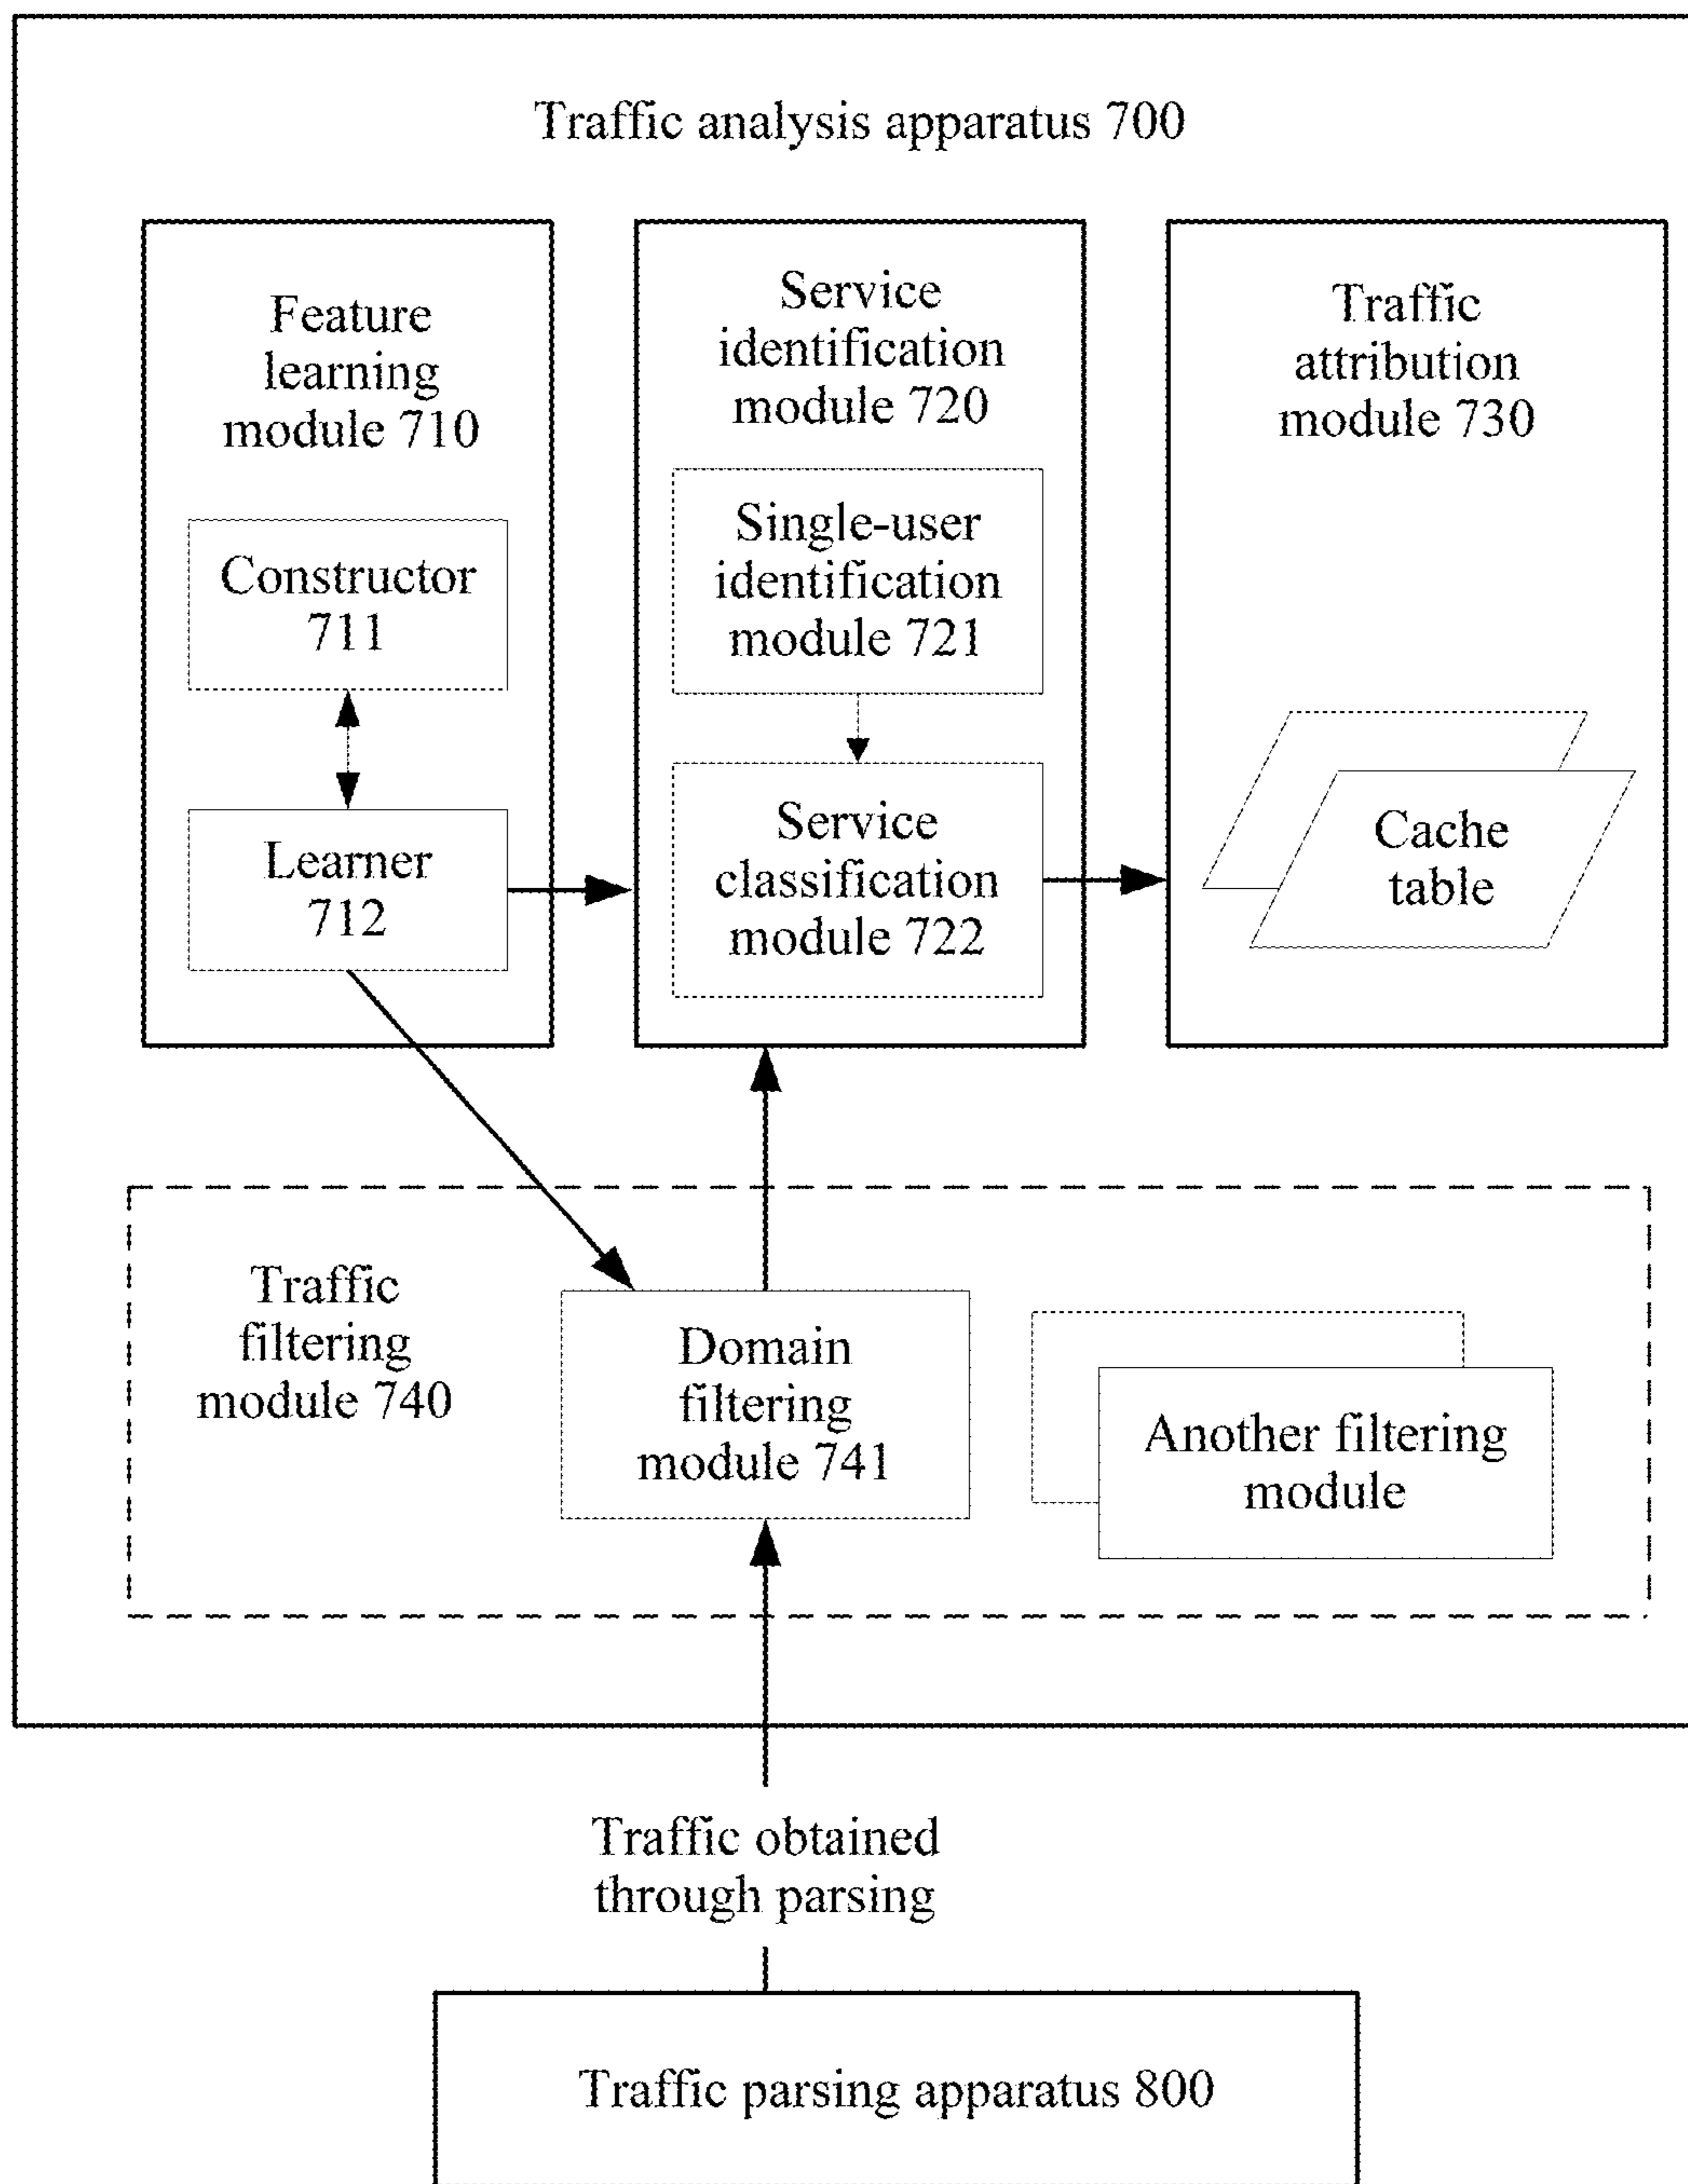 Traffic analysis apparatus 700
Feature
learning
module 710
Constructor
711
Learner
712
Service
identification
module 720
Single-user
identification
module 721
Service
classification
module 722
Traffic
attribution
module 730
Cache
table
Traffic
filtering
module 740
Domain
filtering
module 741
Another filtering
module
Traffic obtained
through parsing
Traffic parsing apparatus 800